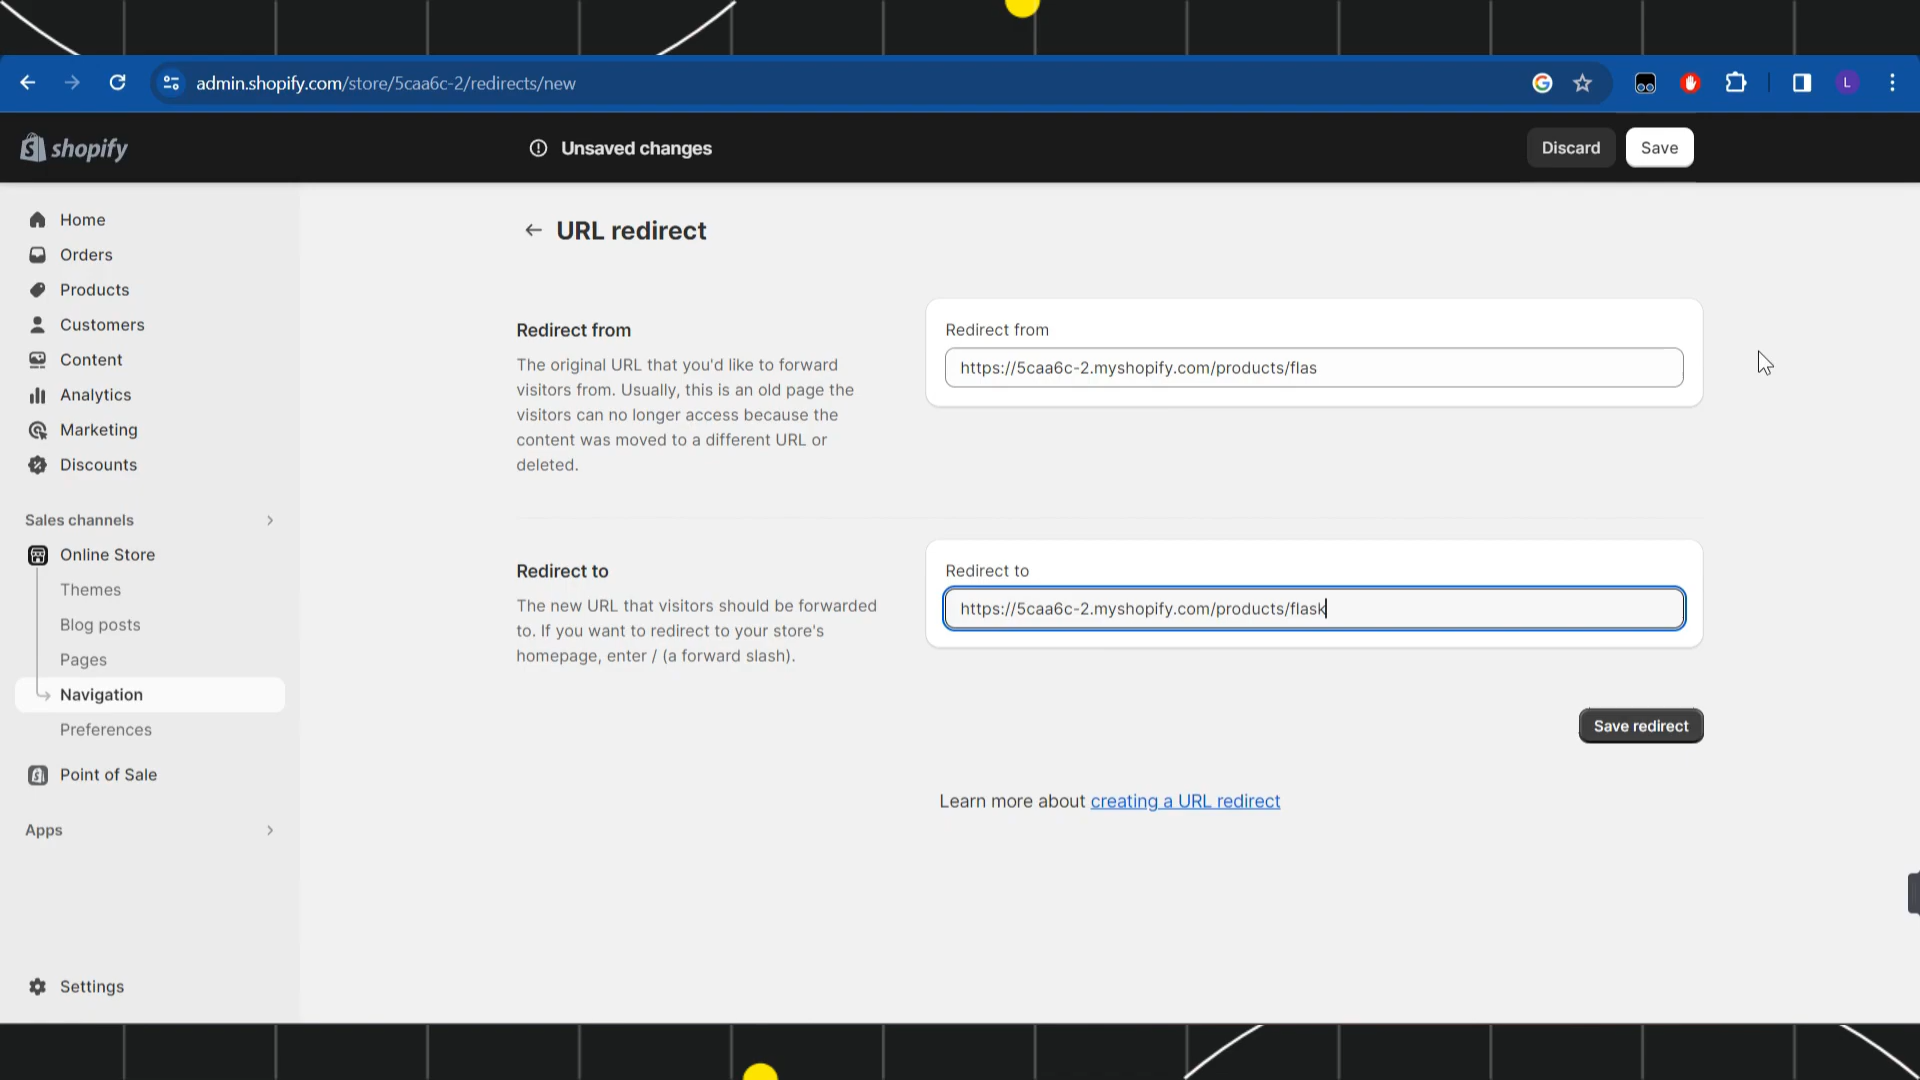 admin.shopify.com/store/5caa6c-2/redirects/new
L
shopify
Unsaved changes
Discard
Save
Home
Orders
Products
Customers
Content
Analytics
Marketing
Discounts
Sales channels
Online Store
Themes
Blog posts
Pages
Navigation
Preferences
Point of Sale
Apps
Settings
URL redirect
Redirect from
The original URL that you'd like to forward
visitors from. Usually, this is an old page the
visitors can no longer access because the
content was moved to a different URL or
deleted.
Redirect from
https://5caa6c-2.myshopify.com/products/flas
Redirect to
The new URL that visitors should be forwarded
to. If you want to redirect to your store's
homepage, enter / (a forward slash).
Redirect to
https://5caa6c-2.myshopify.com/products/flask
Save redirect
Learn more about creating a URL redirect